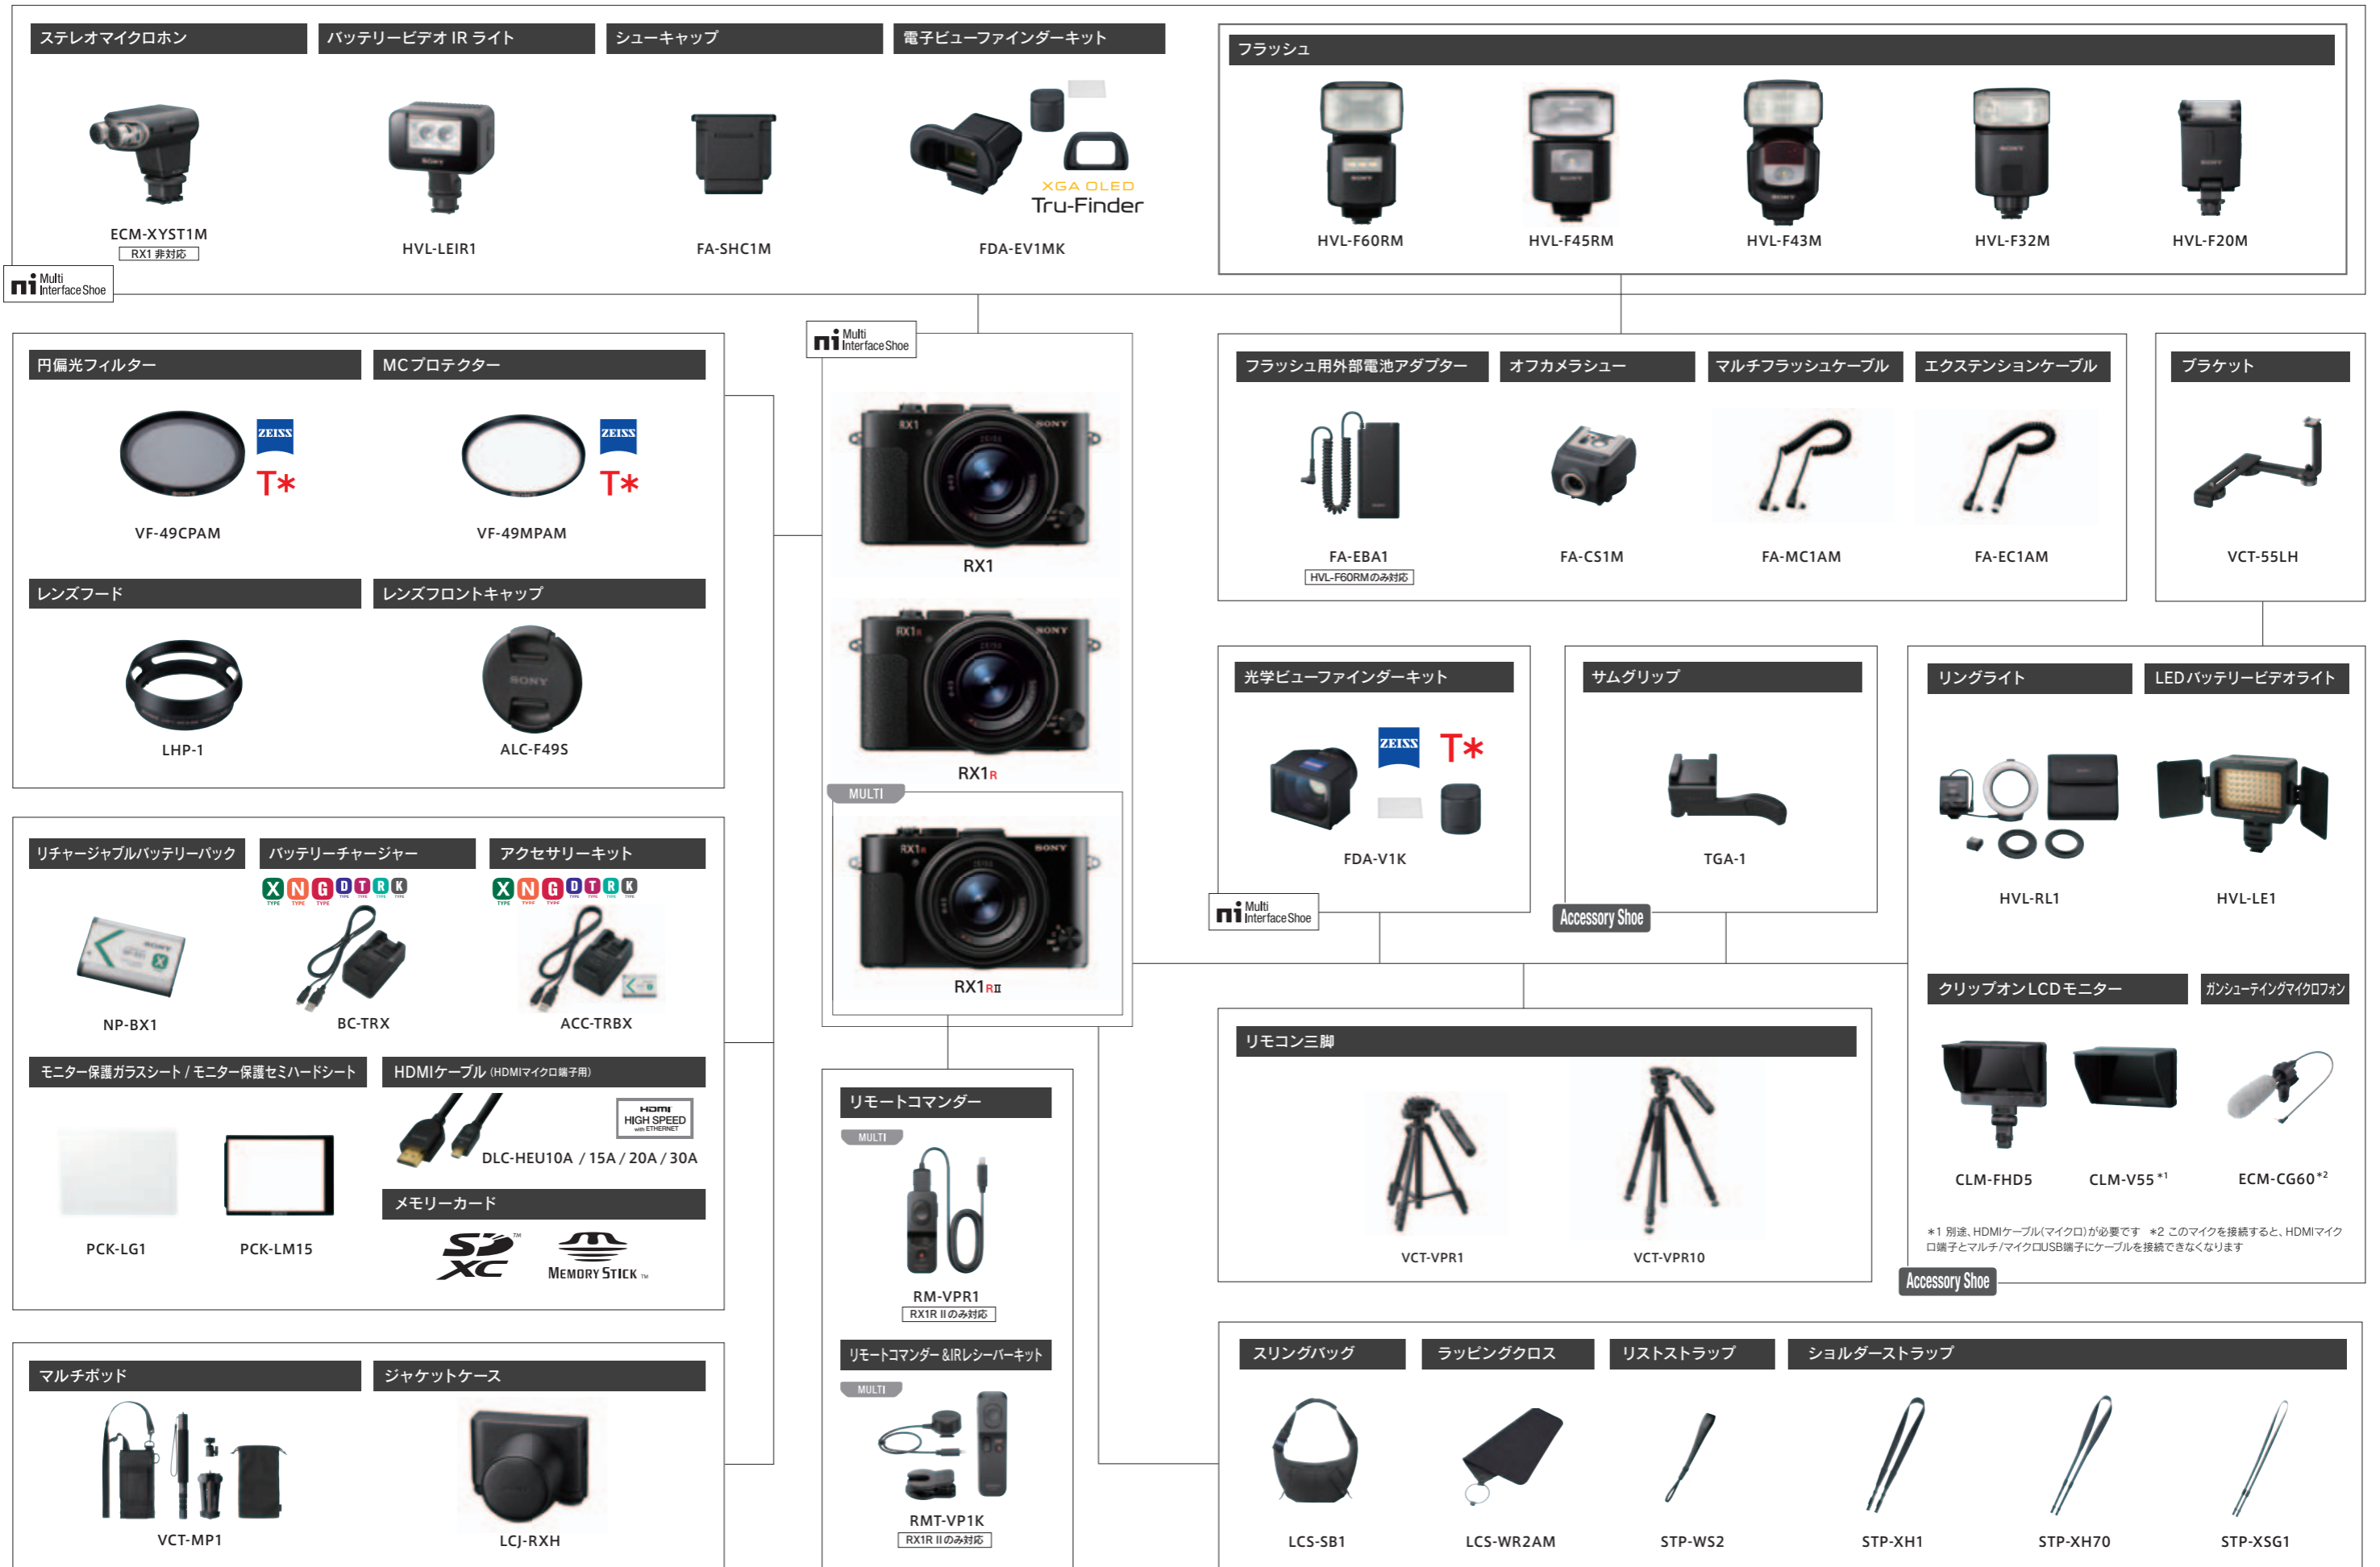 ステレオマイクロホン
バッテリービデオ IR ライト
シューキャップ
電子ビューファインダーキット
XGA OLED
Tru-Finder
ECM-XYST1M
RX1 非対応
HVL-LEIR1
FA-SHC1M
FDA-EV1MK
フラッシュ
HVL-F60RM
HVL-F45RM
HVL-F43M
HVL-F32M
HVL-F20M
Multi
Interface Shoe
円偏光フィルター
MCプロテクター
ZEISS
T*
ZEISS
T*
VF-49CPAM
VF-49MPAM
レンズフード
レンズフロントキャップ
SONY
LHP-1
ALC-F49S
Multi
Interface Shoe
RX1
SONY
RX1
RX1R
SONY
RX1R
MULTI
RX1R
SONY
RX1RII
フラッシュ用外部電池アダプター
オフカメラシュー
マルチフラッシュケーブル
エクステンションケーブル
FA-EBA1
HVL-F60RMのみ対応
FA-CS1M
FA-MC1AM
FA-EC1AM
ブラケット
VCT-55LH
光学ビューファインダーキット
ZEISS
T*
FDA-V1K
Multi
Interface Shoe
サムグリップ
TGA-1
Accessory Shoe
リングライト
LEDバッテリービデオライト
HVL-RL1
HVL-LE1
クリップオンLCDモニター
ガンシューテイングマイクロフォン
CLM-FHD5
CLM-V55*1
ECM-CG60*2
*1 別途、HDMIケーブル(マイクロ)が必要です *2 このマイクを接続すると、HDMIマイク
ロ端子とマルチ/マイクロUSB端子にケーブルを接続できなくなります
Accessory Shoe
リチャージャブルバッテリーパック
バッテリーチャージャー
アクセサリーキット
X N G D T R K
TYPE TYPE TYPE TYPE TYPE TYPE TYPE
X N G D T R K
TYPE TYPE TYPE TYPE TYPE TYPE TYPE
NP-BX1
BC-TRX
ACC-TRBX
モニター保護ガラスシート / モニター保護セミハードシート
HDMIケーブル (HDMIマイクロ端子用)
HDMI
HIGH SPEED
with ETHERNET
DLC-HEU10A / 15A / 20A / 30A
メモリーカード
SD XC TM
MEMORY STICK TM
PCK-LG1
PCK-LM15
リモートコマンダー
MULTI
RM-VPR1
RX1R IIのみ対応
リモートコマンダー&IRレシーバーキット
MULTI
RMT-VP1K
RX1R IIのみ対応
リモコン三脚
VCT-VPR1
VCT-VPR10
マルチポッド
ジャケットケース
VCT-MP1
LCJ-RXH
スリングバッグ
ラッピングクロス
リストストラップ
ショルダーストラップ
LCS-SB1
LCS-WR2AM
STP-WS2
STP-XH1
STP-XH70
STP-XSG1